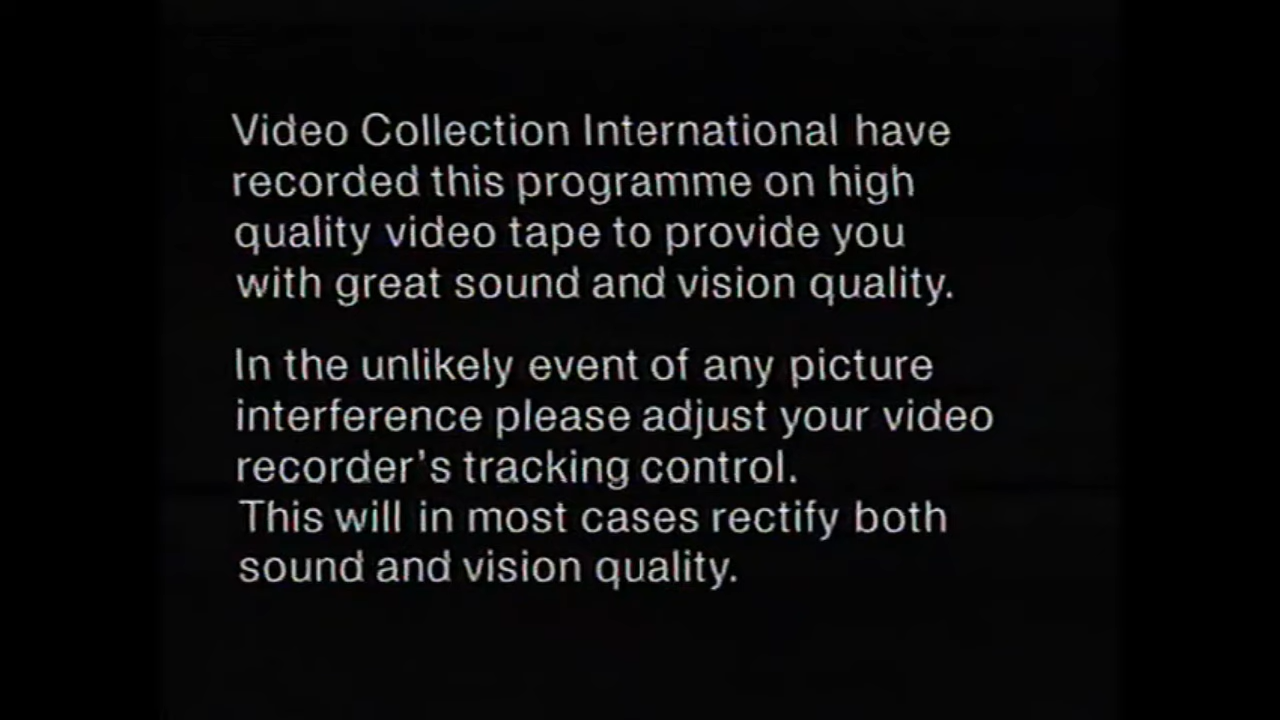 Video Collection International have
recorded this programme on high
quality video tape to provide you
with great sound and vision quality.
In the unlikely event of any picture
interference please adjust your video
recorder's tracking control.
This will in most cases rectify both
sound and vision quality.